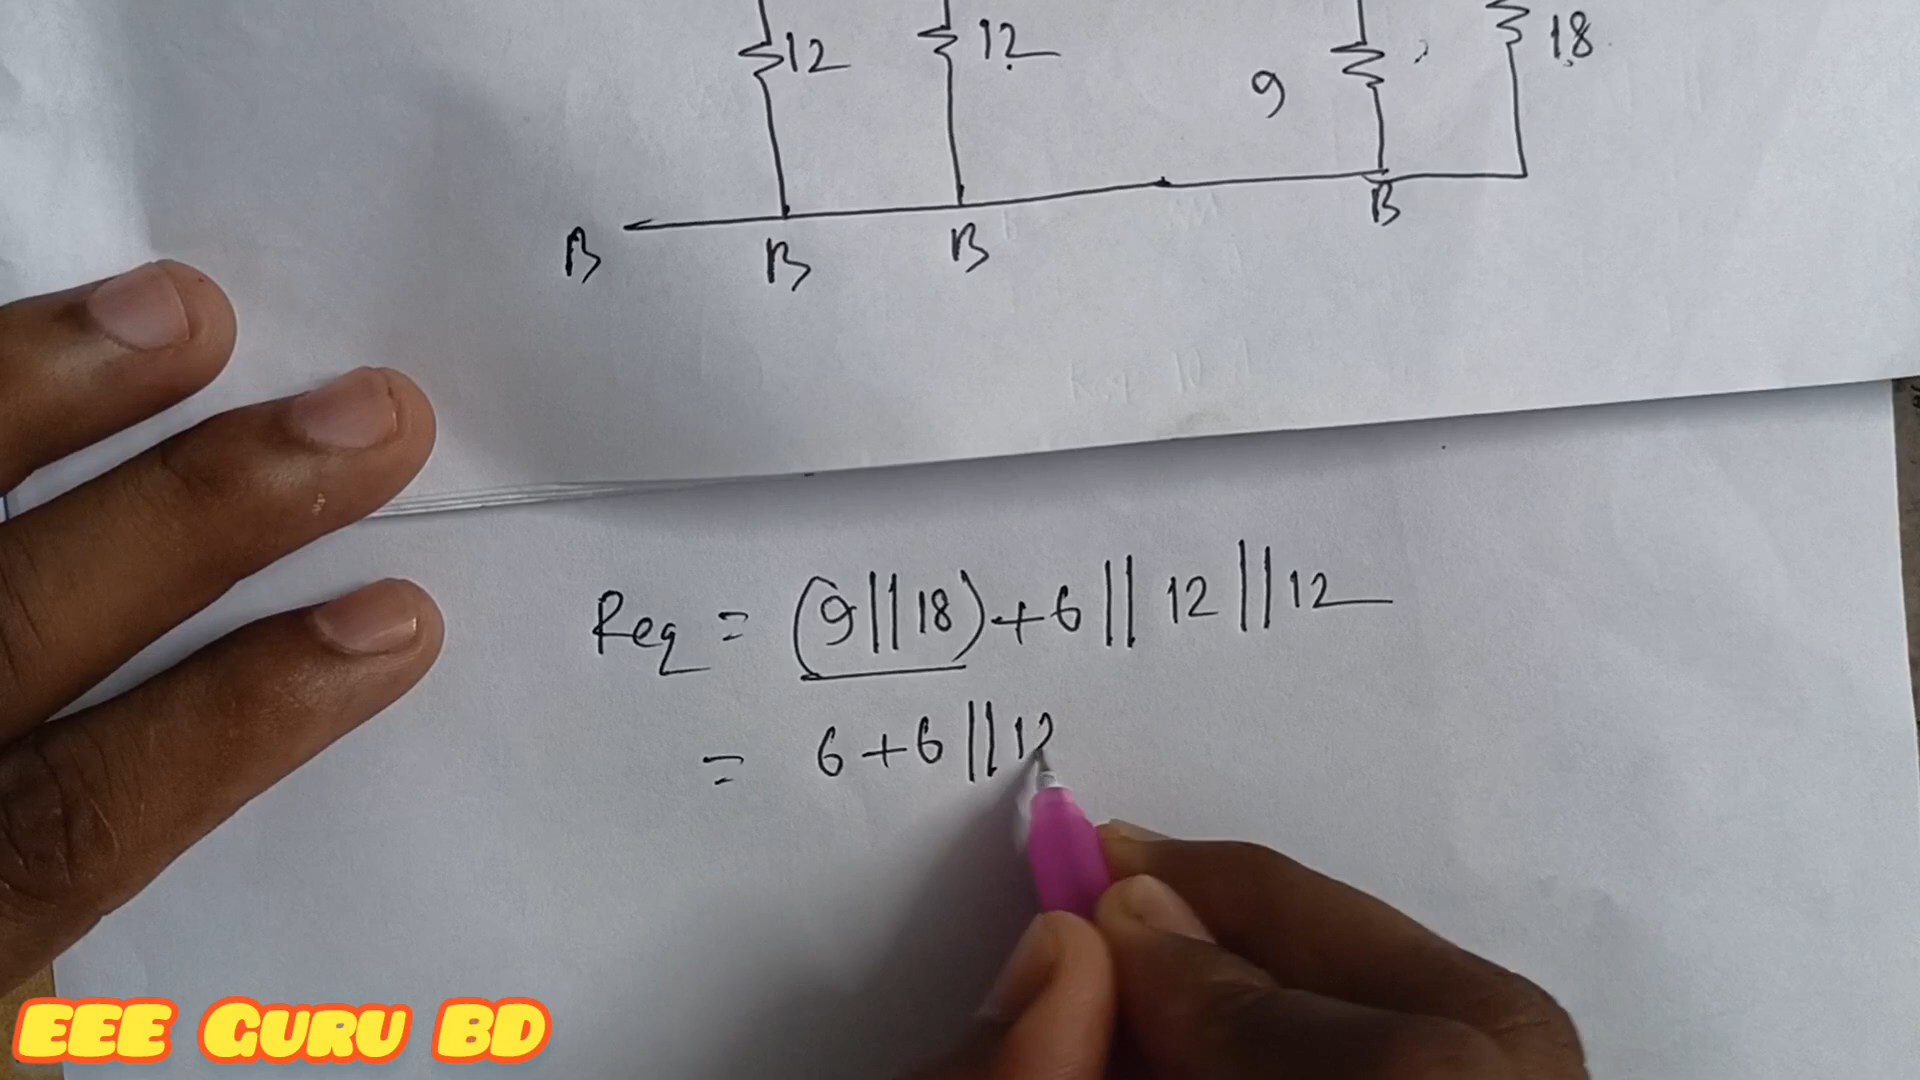 12 12 9 18
B B B B
Req = (9||18)+6||12||12
= 6+6||12
EEE GURU BD